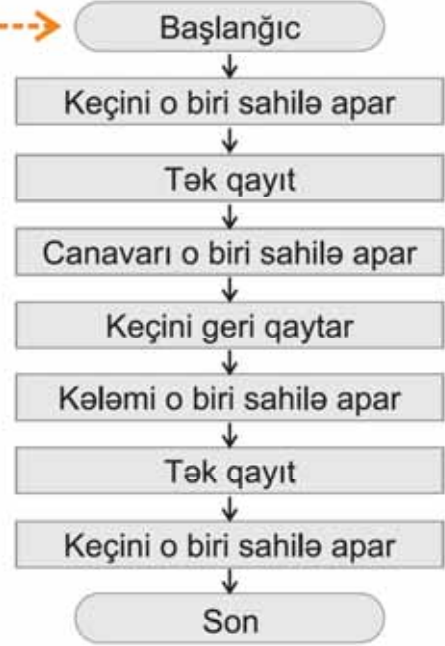 Başlanğıc
Keçini o biri sahilə apar
Tək qayıt
Canavarı o biri sahilə apar
Keçini geri qaytar
Kələmi o biri sahilə apar
Tək qayıt
Keçini o biri sahilə apar
Son